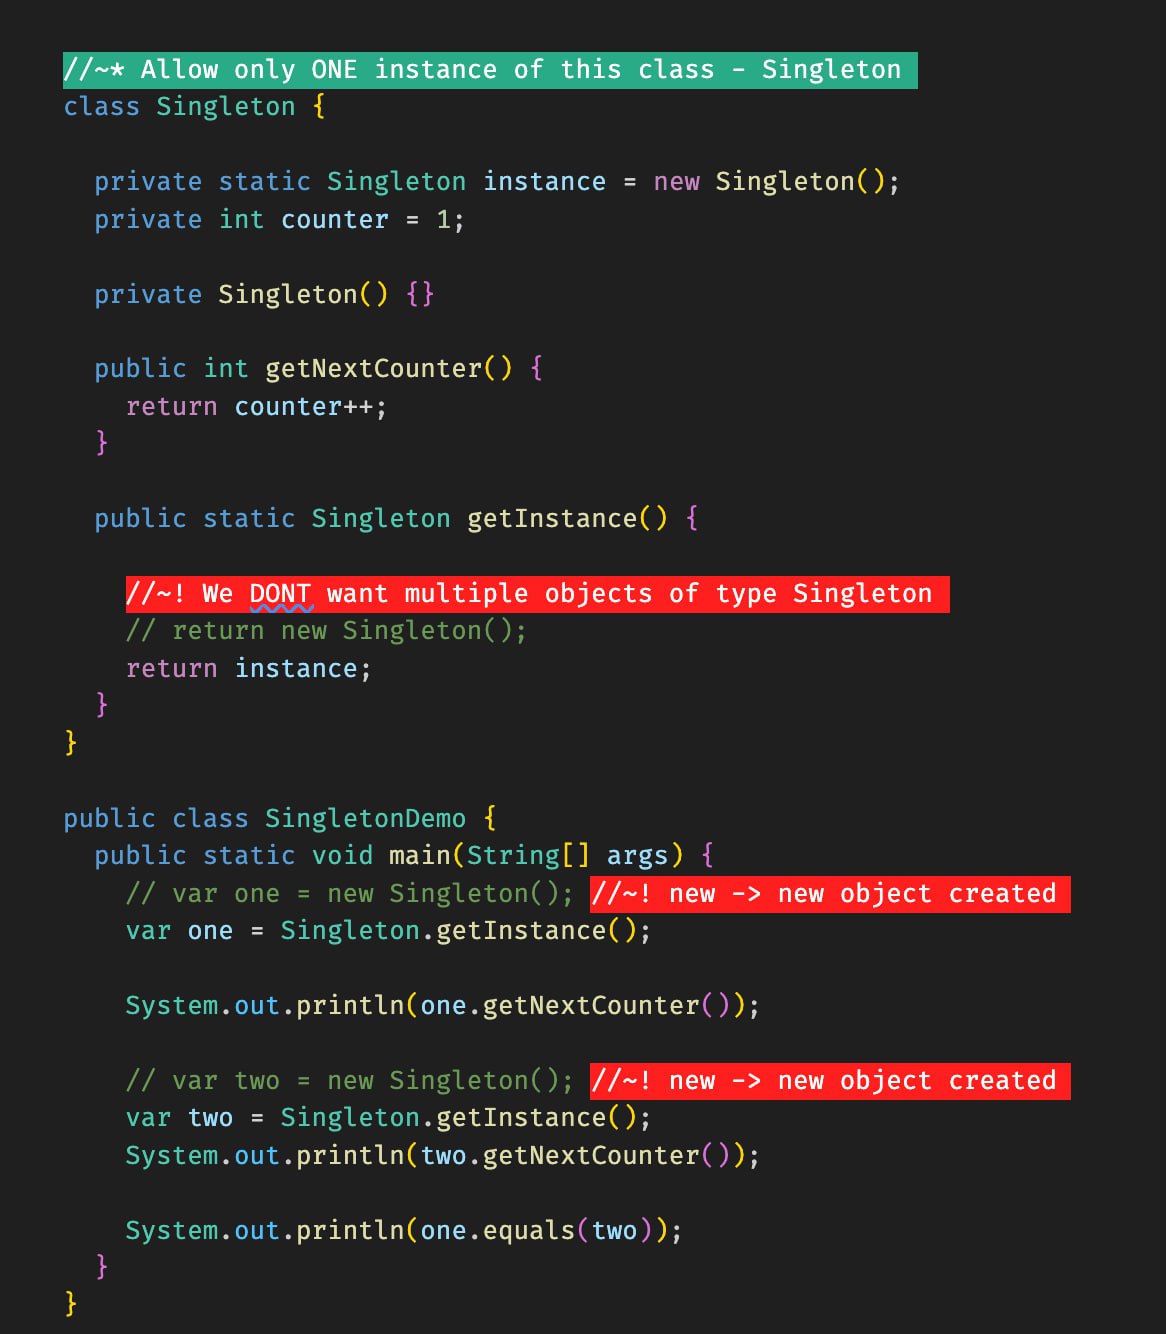 //~* Allow only ONE instance of this class - Singleton
class Singleton {
private static Singleton instance = new Singleton();
private int counter = 1;
private Singleton() {}
public int getNextCounter() {
return counter++;
}
public static Singleton getInstance() {
//~! We DONT want multiple objects of type Singleton
// return new Singleton();
return instance;
}
}
public class SingletonDemo {
public static void main(String[] args) {
// var one = new Singleton(); //~! new -> new object created
var one = Singleton.getInstance();
System.out.println(one.getNextCounter());
// var two = new Singleton(); //~! new -> new object created
var two = Singleton.getInstance();
System.out.println(two.getNextCounter());
System.out.println(one.equals(two));
}
}